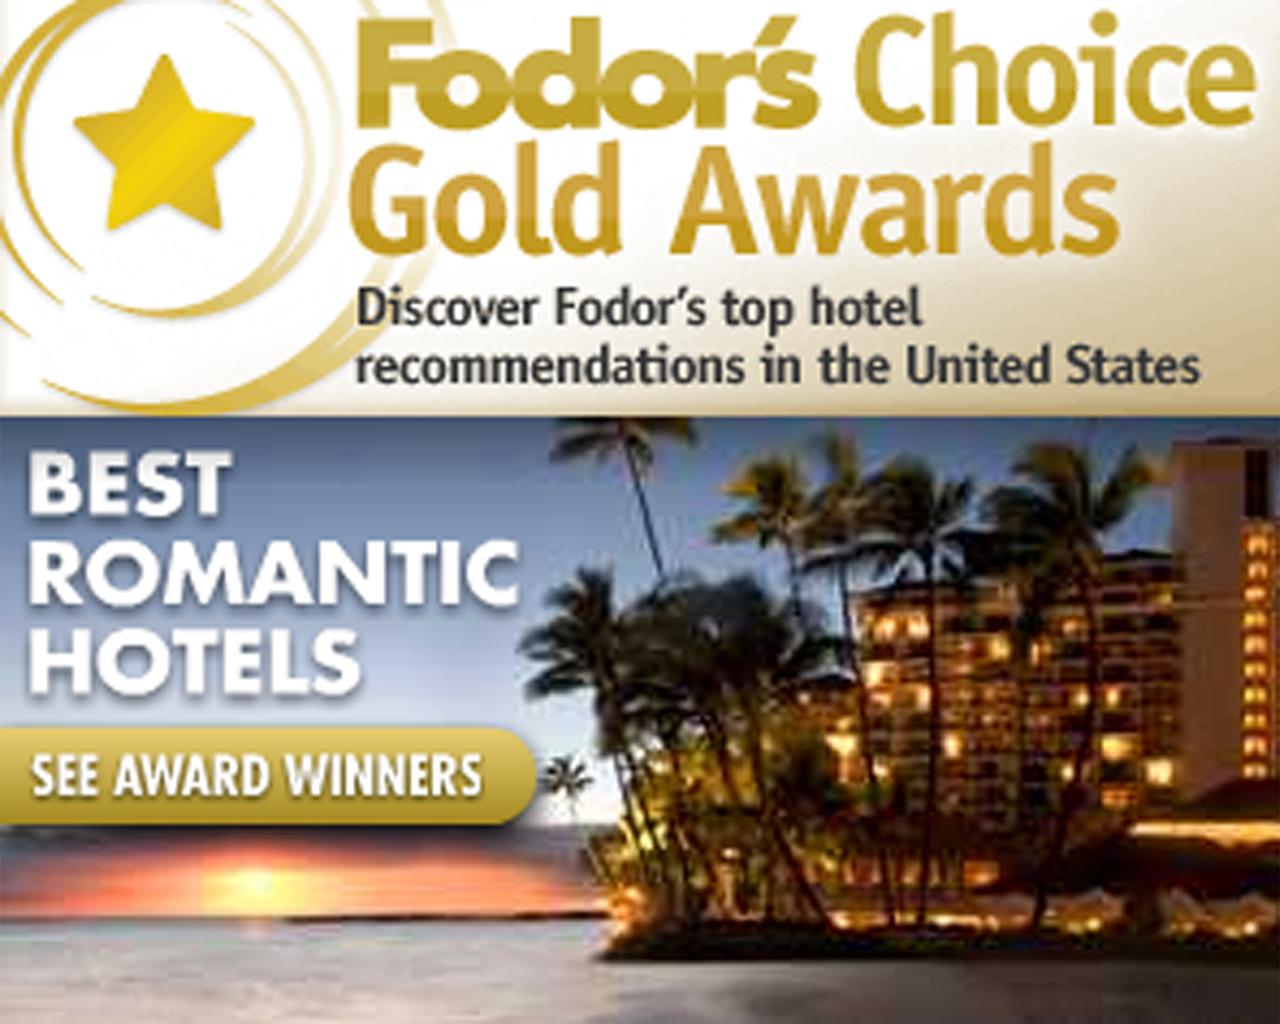 Fodor's Choice
Gold Awards
Discover Fodor's top hotel
recommendations in the United States
BEST
ROMANTIC
HOTELS
SEE AWARD WINNERS